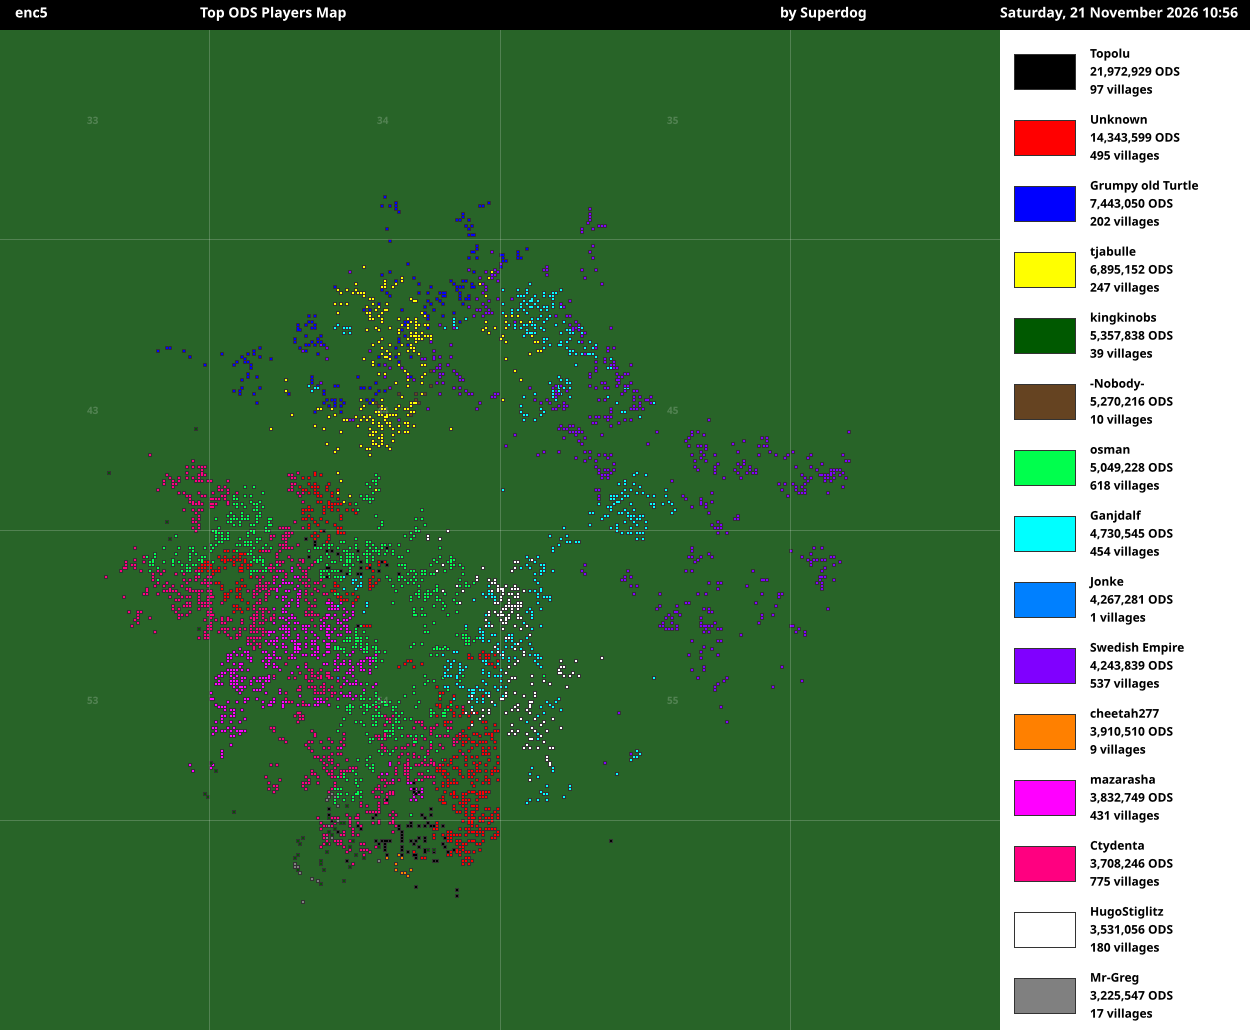 enc5 Top ODS Players Map by Superdog Saturday, 21 November 2026 10:56
Topolu
21,972,929 ODS
97 villages
Unknown
14,343,599 ODS
495 villages
Grumpy old Turtle
7,443,050 ODS
202 villages
tjabulle
6,895,152 ODS
247 villages
kingkinobs
5,357,838 ODS
39 villages
-Nobody-
5,270,216 ODS
10 villages
osman
5,049,228 ODS
618 villages
Ganjdalf
4,730,545 ODS
454 villages
Jonke
4,267,281 ODS
1 villages
Swedish Empire
4,243,839 ODS
537 villages
cheetah277
3,910,510 ODS
9 villages
mazarasha
3,832,749 ODS
431 villages
Ctydenta
3,708,246 ODS
775 villages
HugoStiglitz
3,531,056 ODS
180 villages
Mr-Greg
3,225,547 ODS
17 villages
33 34 35
43 45
53 55